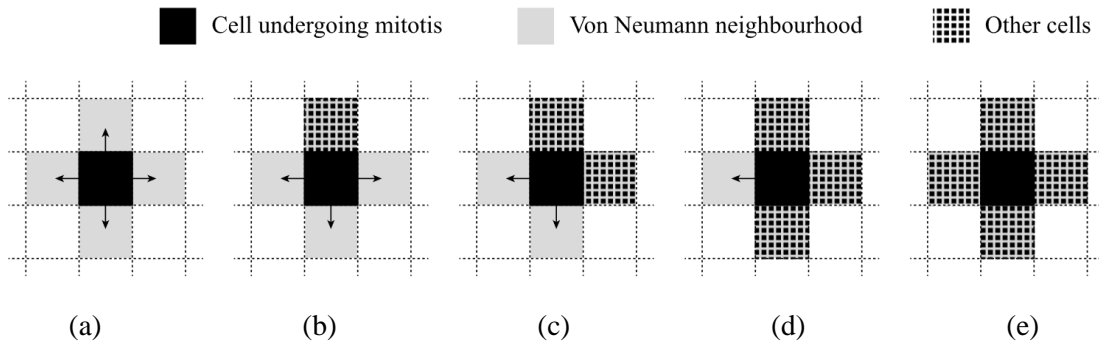 Cell undergoing mitotis Von Neumann neighbourhood Other cells
(a) (b) (c) (d) (e)